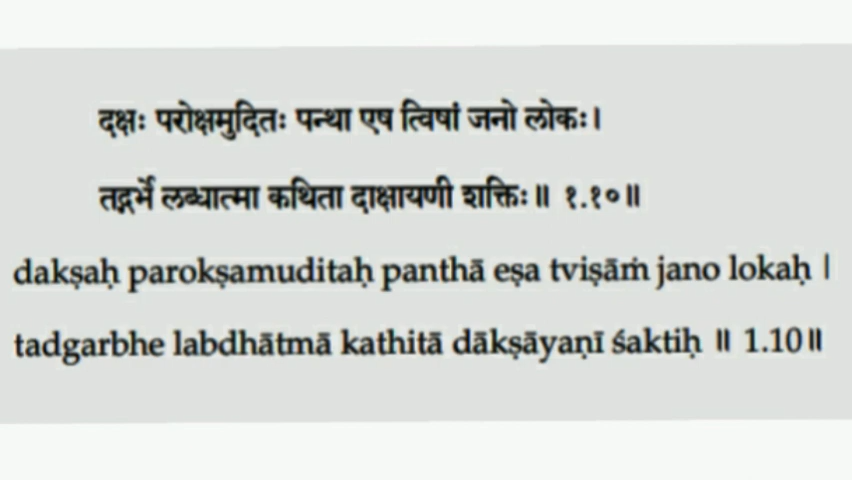 दक्षः परोक्षमुदितः पन्था एष त्विषां जनो लोकः।
तद्गर्भे लब्धात्मा कथिता दाक्षायणी शक्तिः॥ १.१०॥
dakṣaḥ parokṣamuditaḥ panthā eṣa tviṣāṁ jano lokaḥ |
tadgarbhe labdhātmā kathitā dākṣāyaṇī śaktiḥ || 1.10||